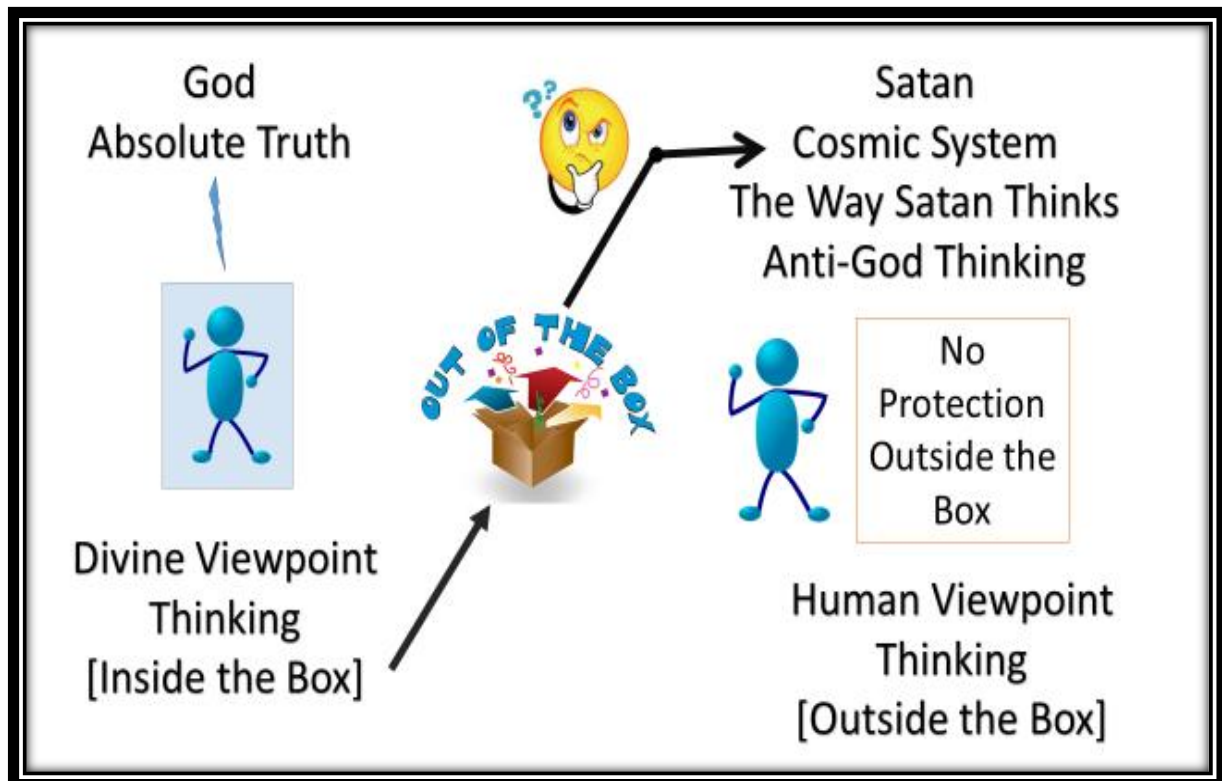 God
Absolute Truth
Divine Viewpoint
Thinking
[Inside the Box]
??
OUT OF THE BOX
Satan
Cosmic System
The Way Satan Thinks
Anti-God Thinking
No
Protection
Outside the
Box
Human Viewpoint
Thinking
[Outside the Box]